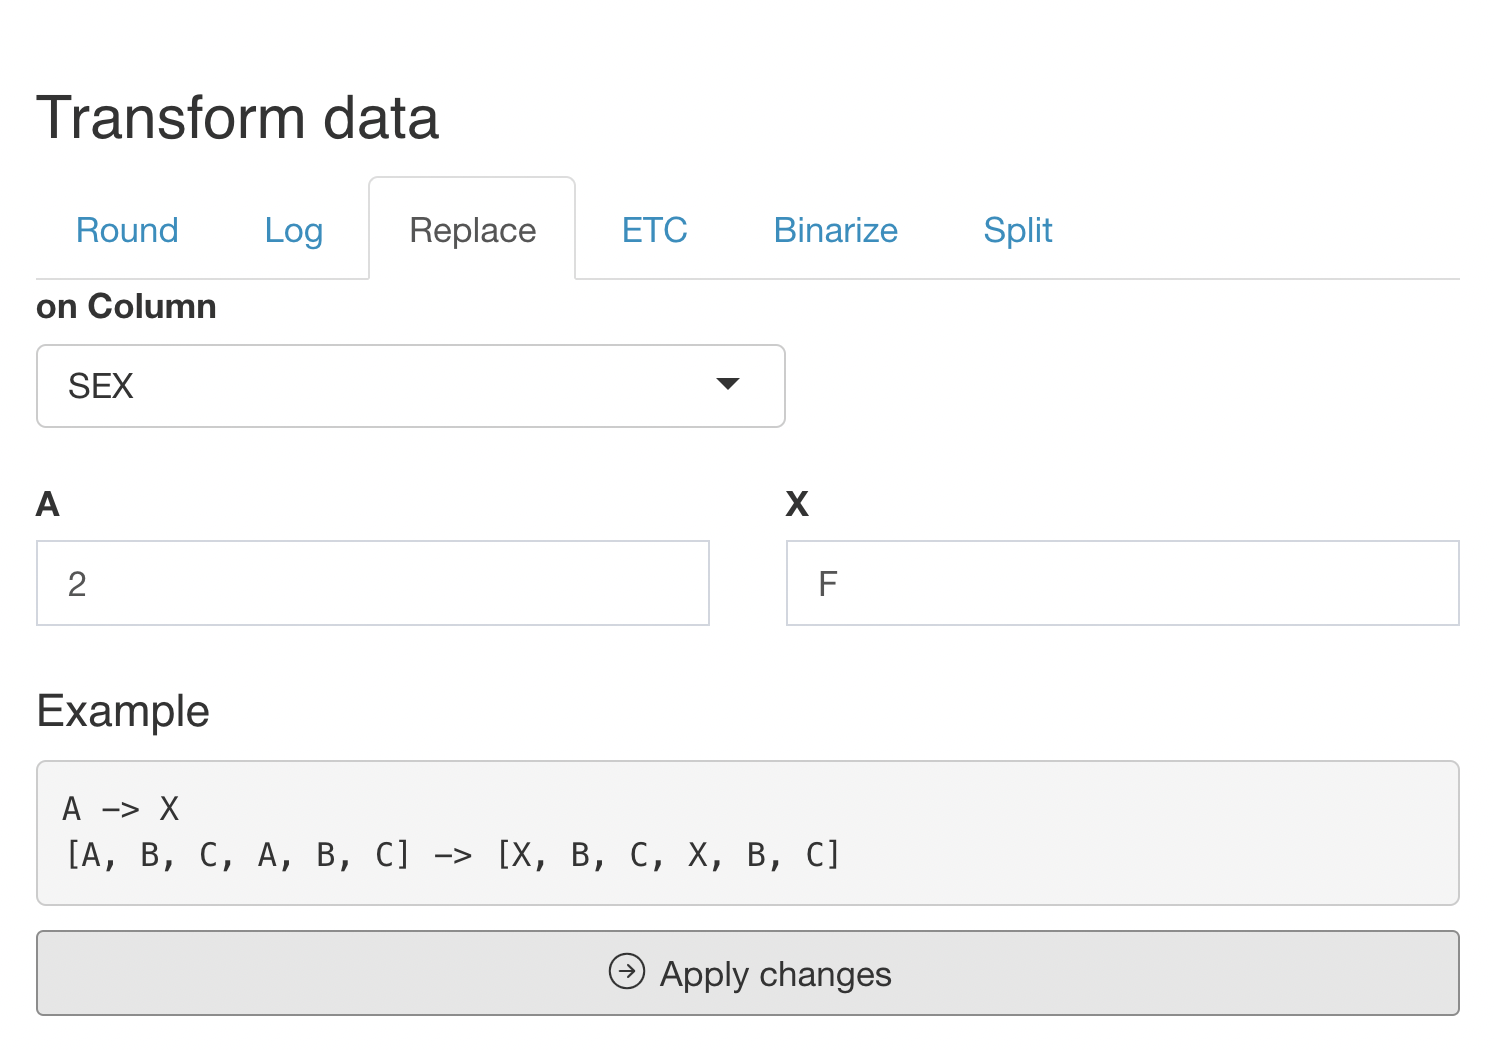 Transform data
Round Log Replace ETC Binarize Split
on Column
SEX
A X
2 F
Example
A −> X
[A, B, C, A, B, C] −> [X, B, C, X, B, C]
Apply changes